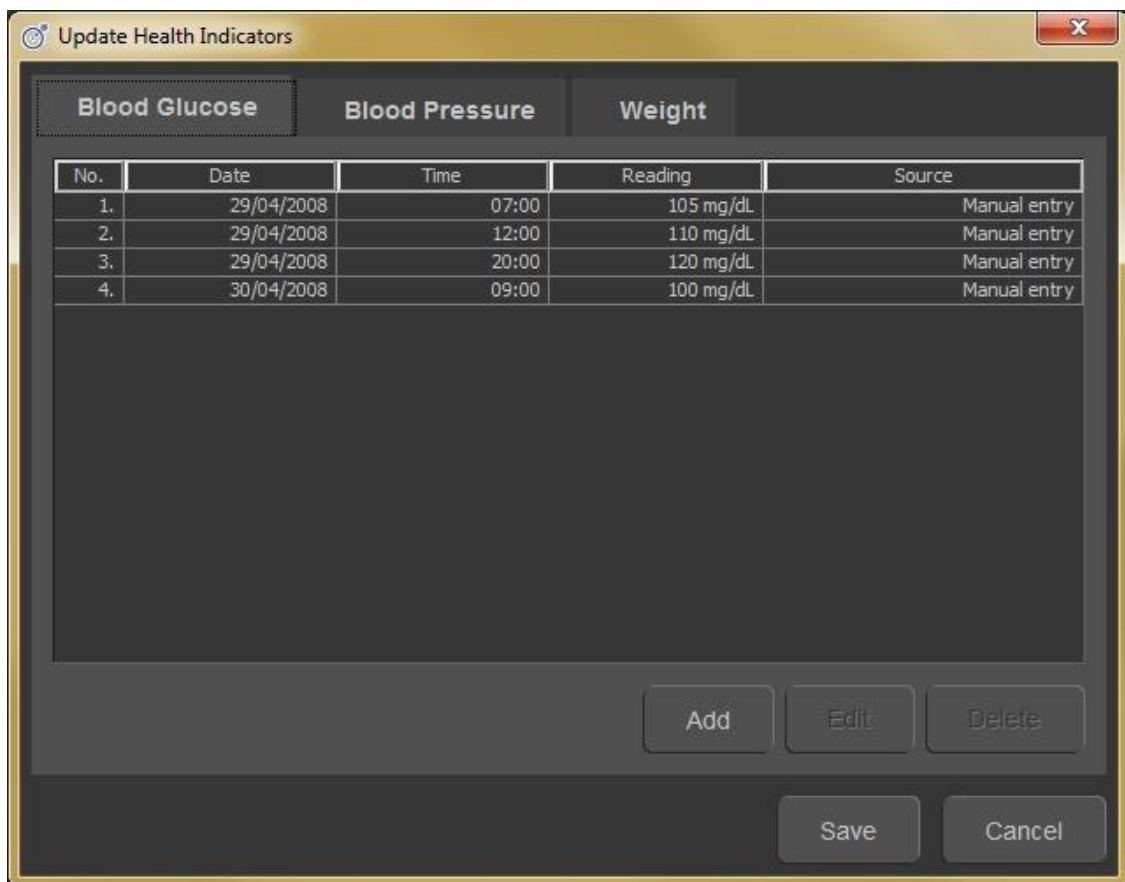 Update Health Indicators
Blood Glucose Blood Pressure Weight
No. Date Time Reading Source
1. 29/04/2008 07:00 105 mg/dL Manual entry
2. 29/04/2008 12:00 110 mg/dL Manual entry
3. 29/04/2008 20:00 120 mg/dL Manual entry
4. 30/04/2008 09:00 100 mg/dL Manual entry
Add Edit Delete
Save Cancel